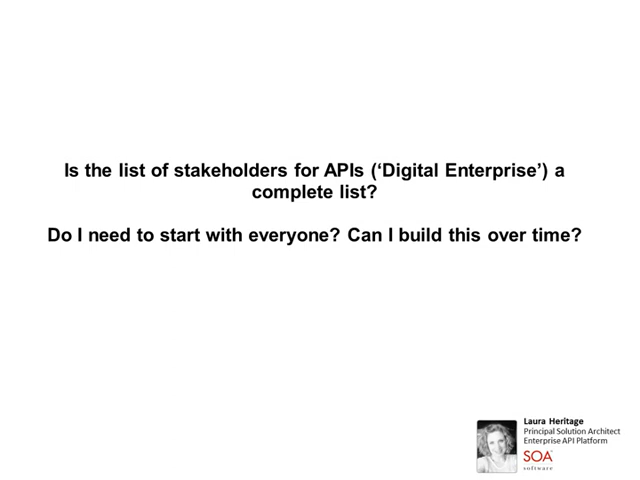 Is the list of stakeholders for APIs (‘Digital Enterprise’) a
complete list?
Do I need to start with everyone? Can I build this over time?
Laura Heritage
Principal Solution Architect
Enterprise API Platform
SOA
software